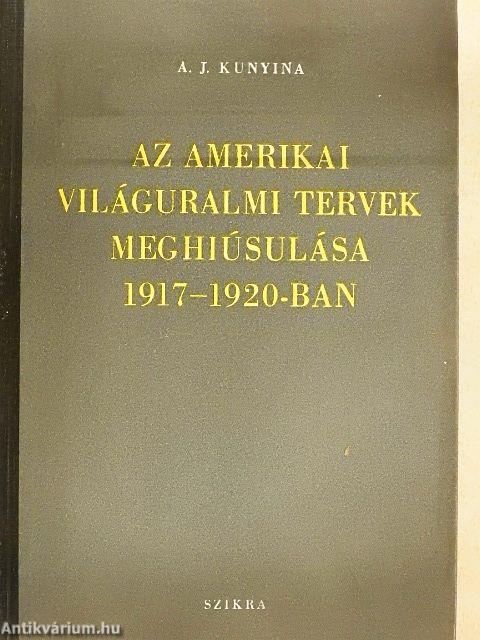 A. J. KUNYINA
AZ AMERIKAI
VILÁGURALMI TERVEK
MEGHIÚSULÁSA
1917–1920-BAN
SZIKRA
Antikvárium.hu